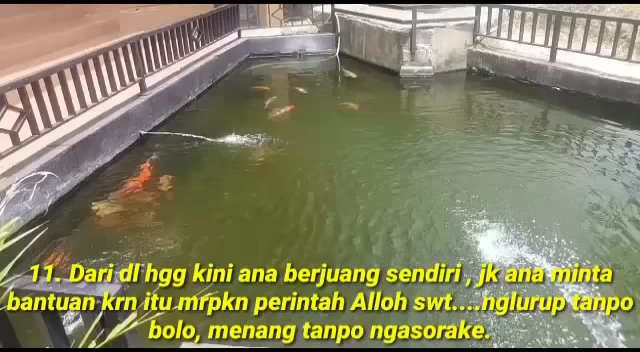 11. Dari dl hgg kini ana berjuang sendiri , jk ana minta
bantuan krn itu mrpkn perintah Alloh swt....nglurup tanpo
bolo, menang tanpo ngasorake.